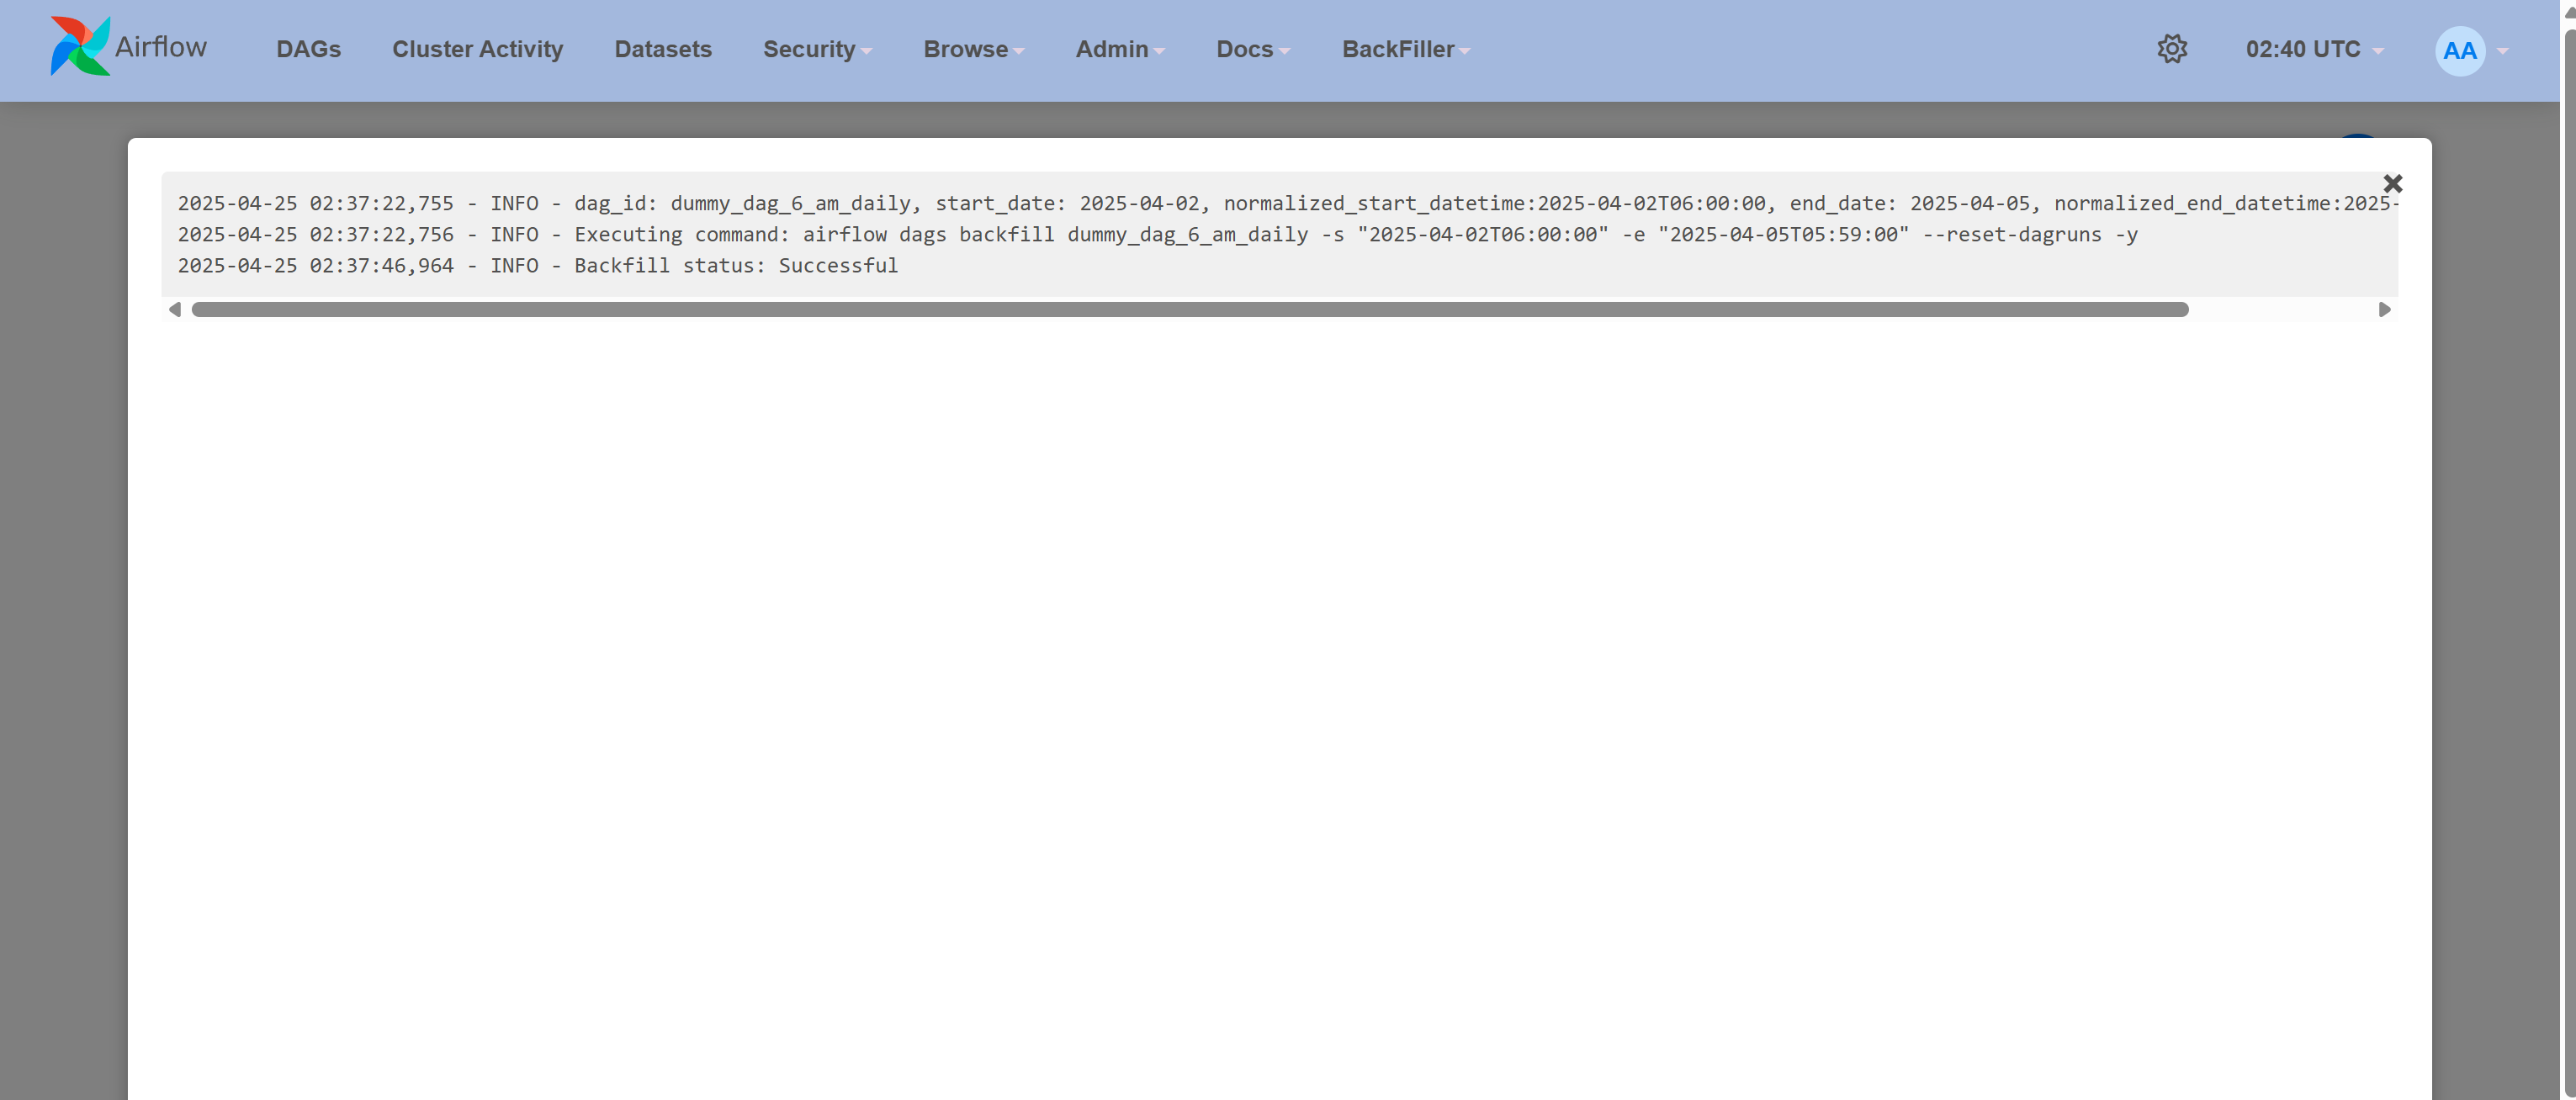 Airflow DAGs Cluster Activity Datasets Security Browse Admin Docs BackFiller 02:40 UTC AA
2025-04-25 02:37:22,755 - INFO - dag_id: dummy_dag_6_am_daily, start_date: 2025-04-02, normalized_start_datetime:2025-04-02T06:00:00, end_date: 2025-04-05, normalized_end_datetime:2025-
2025-04-25 02:37:22,756 - INFO - Executing command: airflow dags backfill dummy_dag_6_am_daily -s "2025-04-02T06:00:00" -e "2025-04-05T05:59:00" --reset-dagruns -y
2025-04-25 02:37:46,964 - INFO - Backfill status: Successful